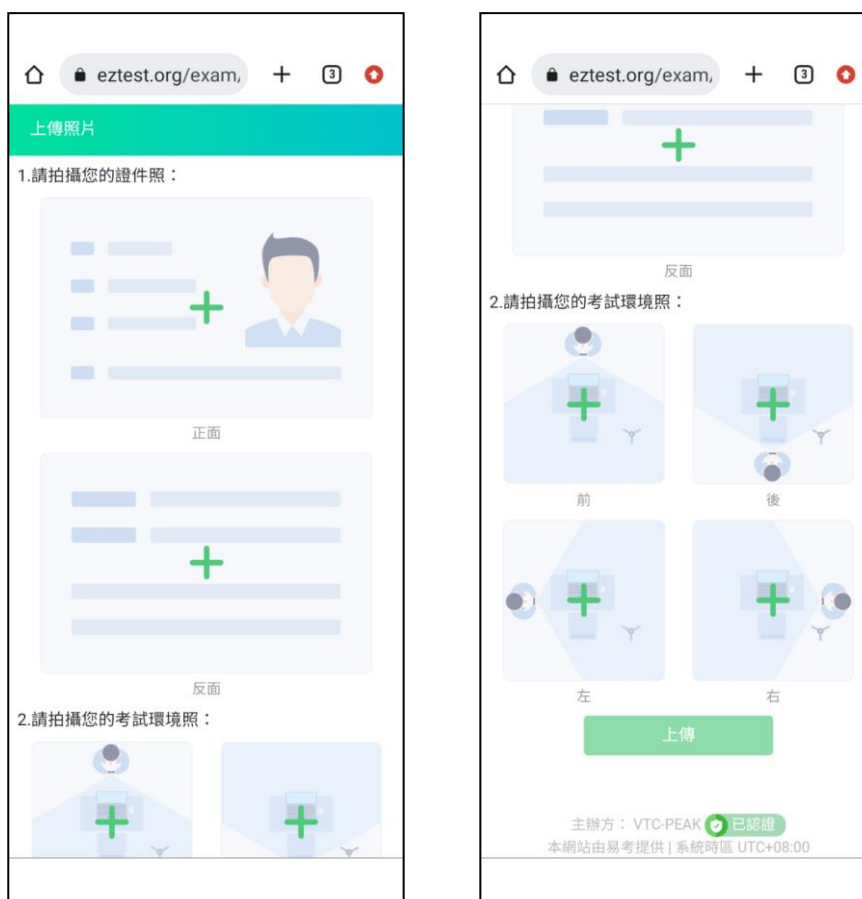 eztest.org/exam,
3
上傳照片
1.請拍攝您的證件照：
正面
反面
2.請拍攝您的考試環境照：
eztest.org/exam,
3
反面
2.請拍攝您的考試環境照：
前
後
左
右
上傳
主辦方： VTC-PEAK 已認證
本網站由易考提供 | 系統時區 UTC+08:00